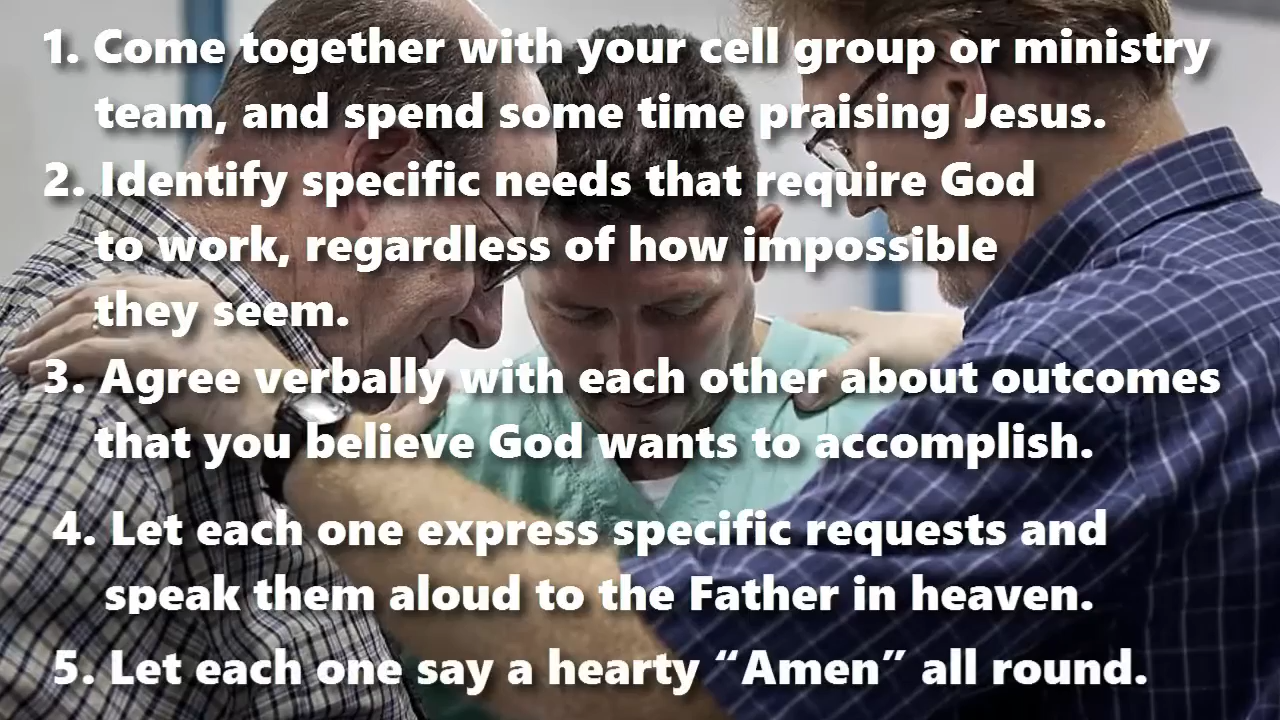 1. Come together with your cell group or ministry
team, and spend some time praising Jesus.
2. Identify specific needs that require God
to work, regardless of how impossible
they seem.
3. Agree verbally with each other about outcomes
that you believe God wants to accomplish.
4. Let each one express specific requests and
speak them aloud to the Father in heaven.
5. Let each one say a hearty “Amen” all round.